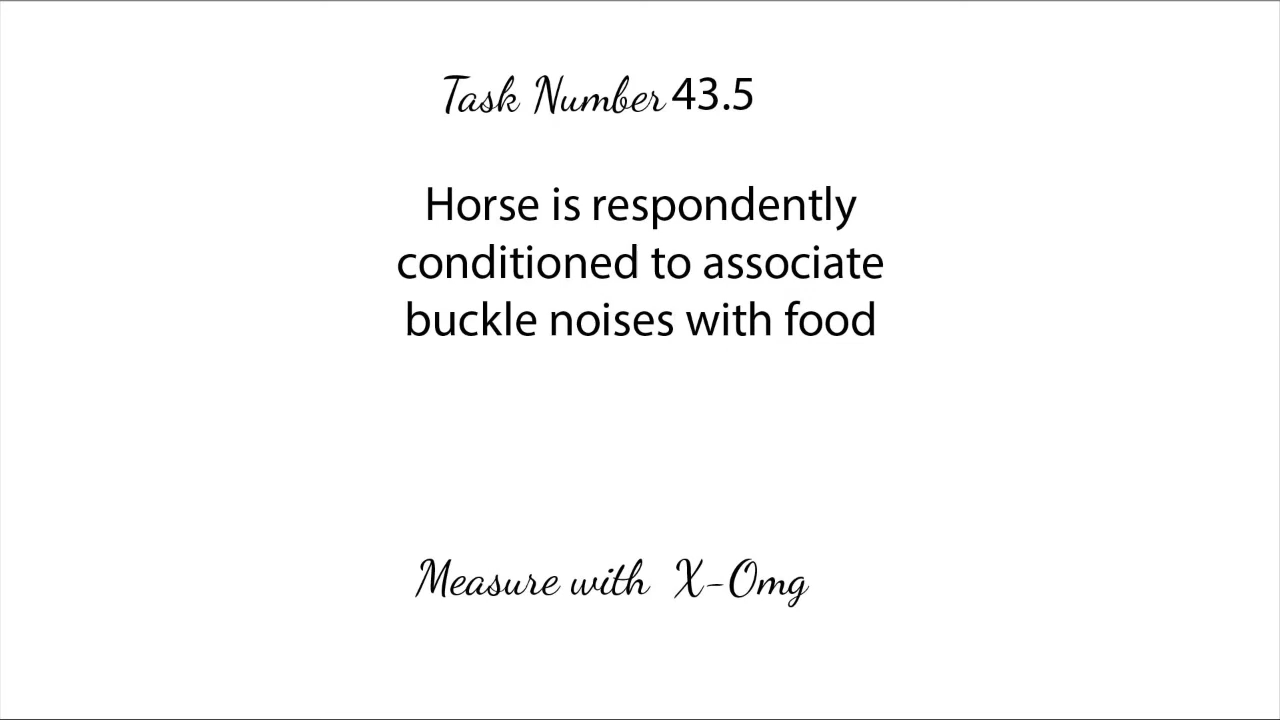 Task Number 43.5
Horse is respondently
conditioned to associate
buckle noises with food
Measure with X-Omg